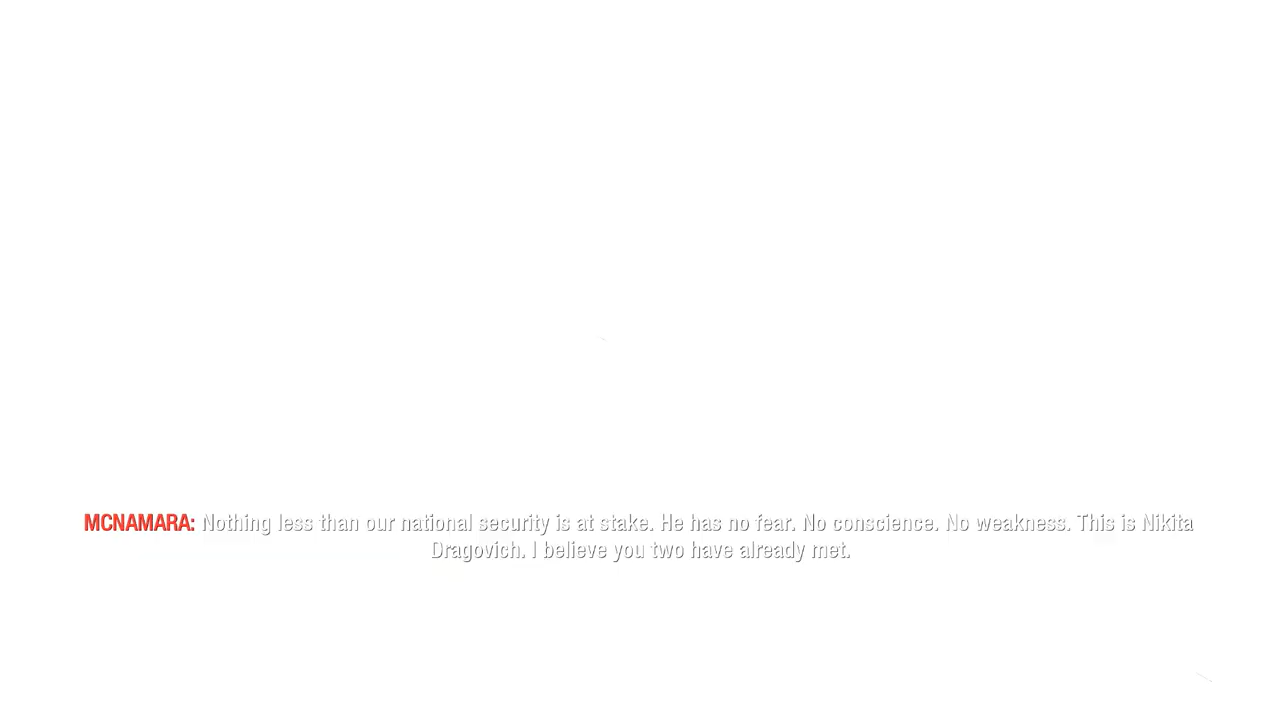 MCNAMARA: Nothing less than our national security is at stake. He has no fear. No conscience. No weakness. This is Nikita
Dragovich. I believe you two have already met.